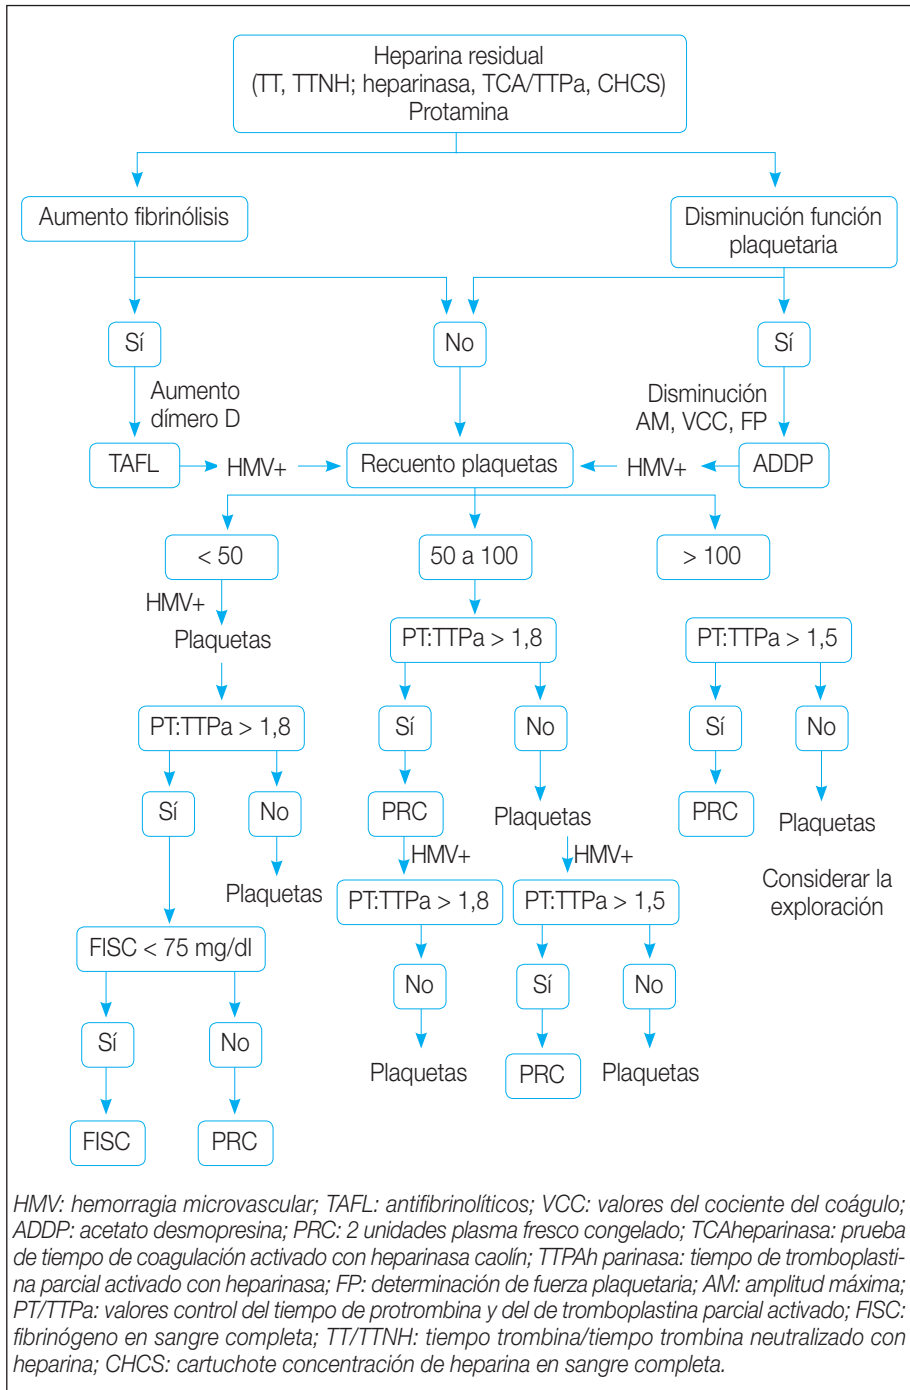 Heparina residual
(TT, TTNH; heparinasa, TCA/TTPa, CHCS)
Protamina
Aumento fibrinólisis
Disminución función
plaquetaria
Sí
No
Sí
Aumento
dímero D
Disminución
AM, VCC, FP
TAFL
HMV+
Recuento plaquetas
HMV+
ADDP
< 50
50 a 100
> 100
HMV+
Plaquetas
PT:TTPa > 1,8
PT:TTPa > 1,5
PT:TTPa > 1,8
Sí
No
Sí
No
Sí
No
PRC
Plaquetas
PRC
Plaquetas
HMV+
HMV+
Plaquetas
PT:TTPa > 1,8
PT:TTPa > 1,5
Considerar la
exploración
FISC < 75 mg/dl
No
Sí
No
Sí
No
Plaquetas
PRC
Plaquetas
FISC
PRC
HMV: hemorragia microvascular; TAFL: antifibrinolíticos; VCC: valores del cociente del coágulo;
ADDP: acetato desmopresina; PRC: 2 unidades plasma fresco congelado; TCAheparinasa: prueba
de tiempo de coagulación activado con heparinasa caolín; TTPAh parinasa: tiempo de tromboplasti-
na parcial activado con heparinasa; FP: determinación de fuerza plaquetaria; AM: amplitud máxima;
PT/TTPa: valores control del tiempo de protrombina y del de tromboplastina parcial activado; FISC:
fibrinógeno en sangre completa; TT/TTNH: tiempo trombina/tiempo trombina neutralizado con
heparina; CHCS: cartuchote concentración de heparina en sangre completa.